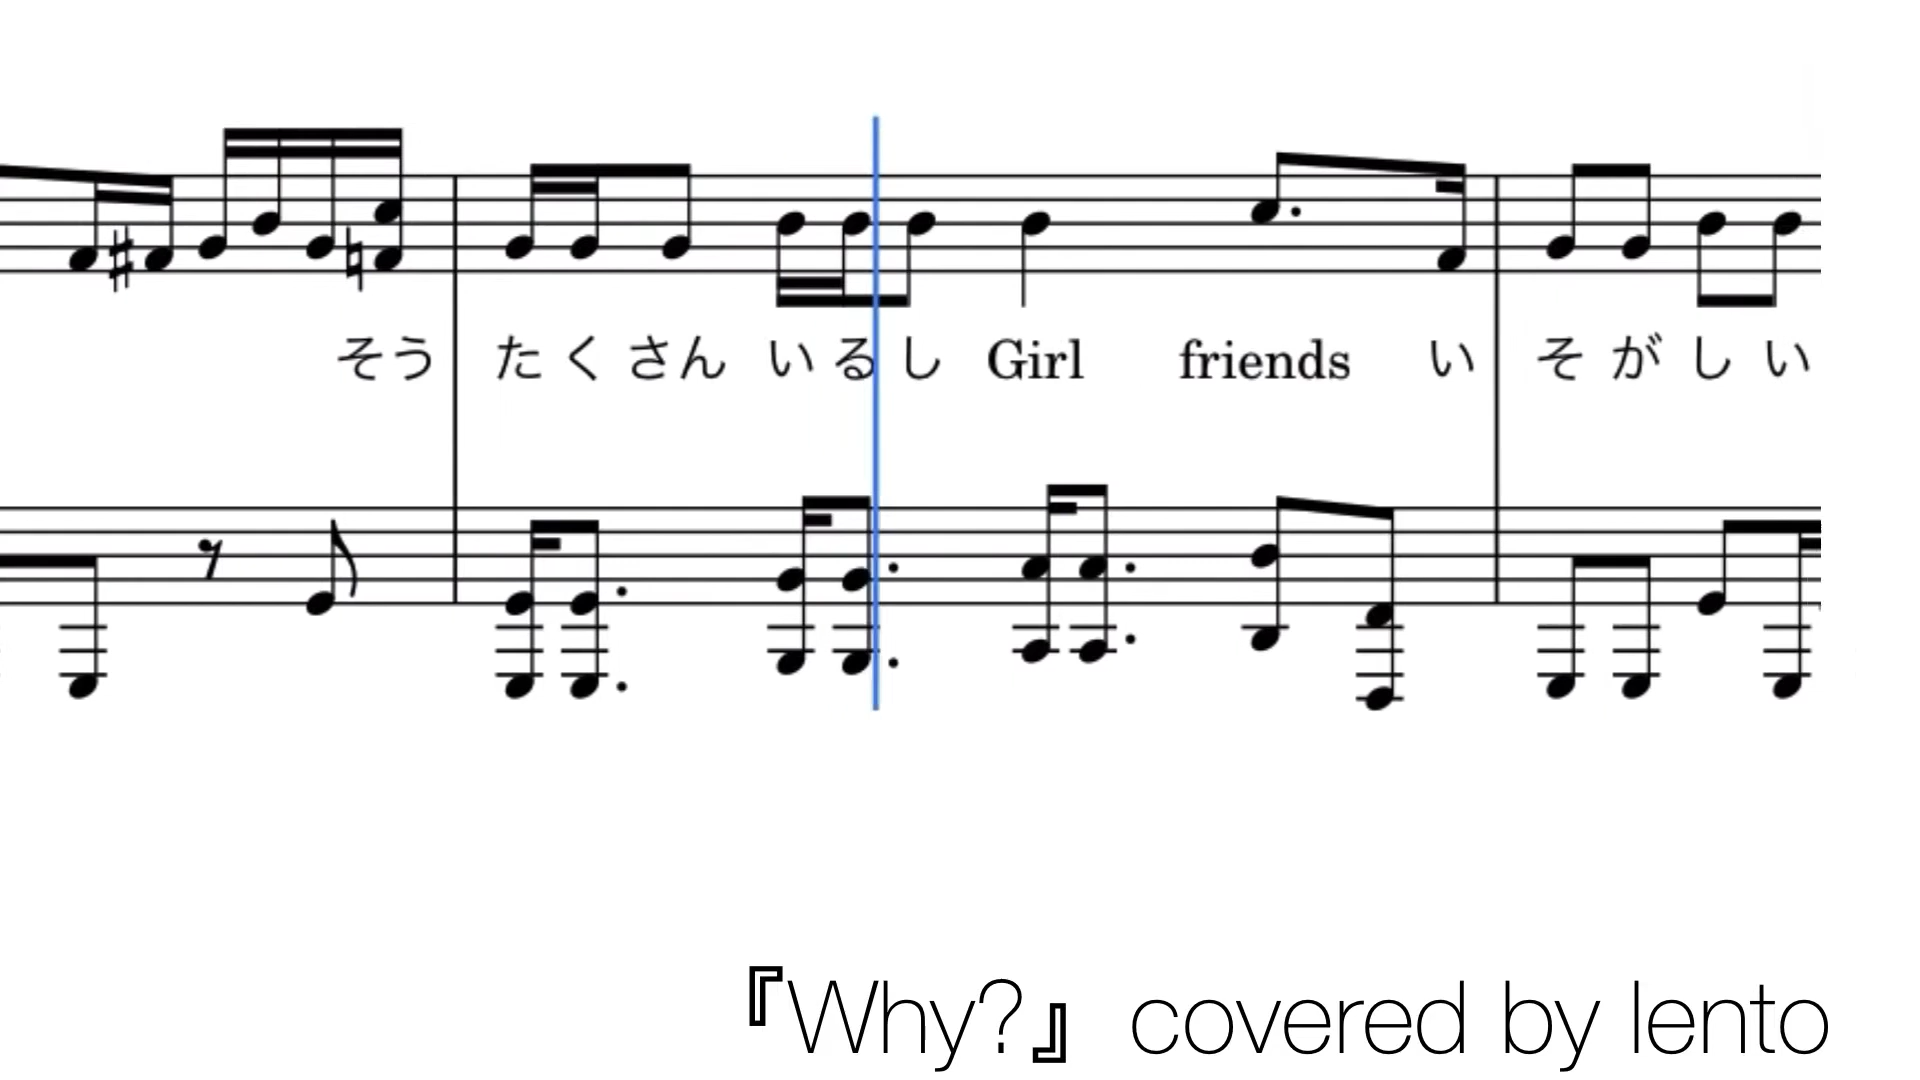 そう たくさん いるし Girl friends い そがしい
『Why?』 covered by lento